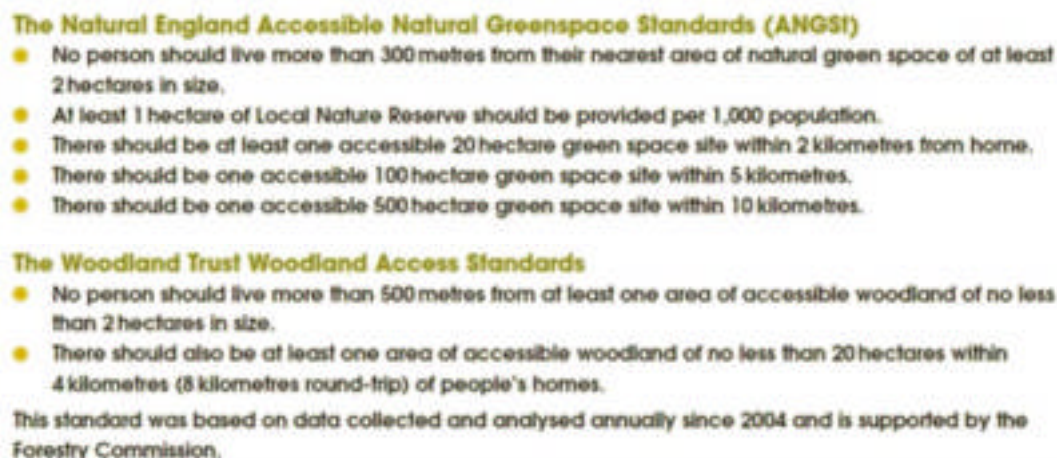 The Natural England Accessible Natural Greenspace Standards (ANGSt)
No person should live more than 300 metres from their nearest area of natural green space of at least
2 hectares in size.
At least 1 hectare of Local Nature Reserve should be provided per 1,000 population.
There should be at least one accessible 20 hectare green space site within 2 kilometres from home.
There should be one accessible 100 hectare green space site within 5 kilometres.
There should be one accessible 500 hectare green space site within 10 kilometres.
The Woodland Trust Woodland Access Standards
No person should live more than 500 metres from at least one area of accessible woodland of no less
than 2 hectares in size.
There should also be at least one area of accessible woodland of no less than 20 hectares within
4 kilometres (8 kilometres round-trip) of people's homes.
This standard was based on data collected and analysed annually since 2004 and is supported by the
Forestry Commission.